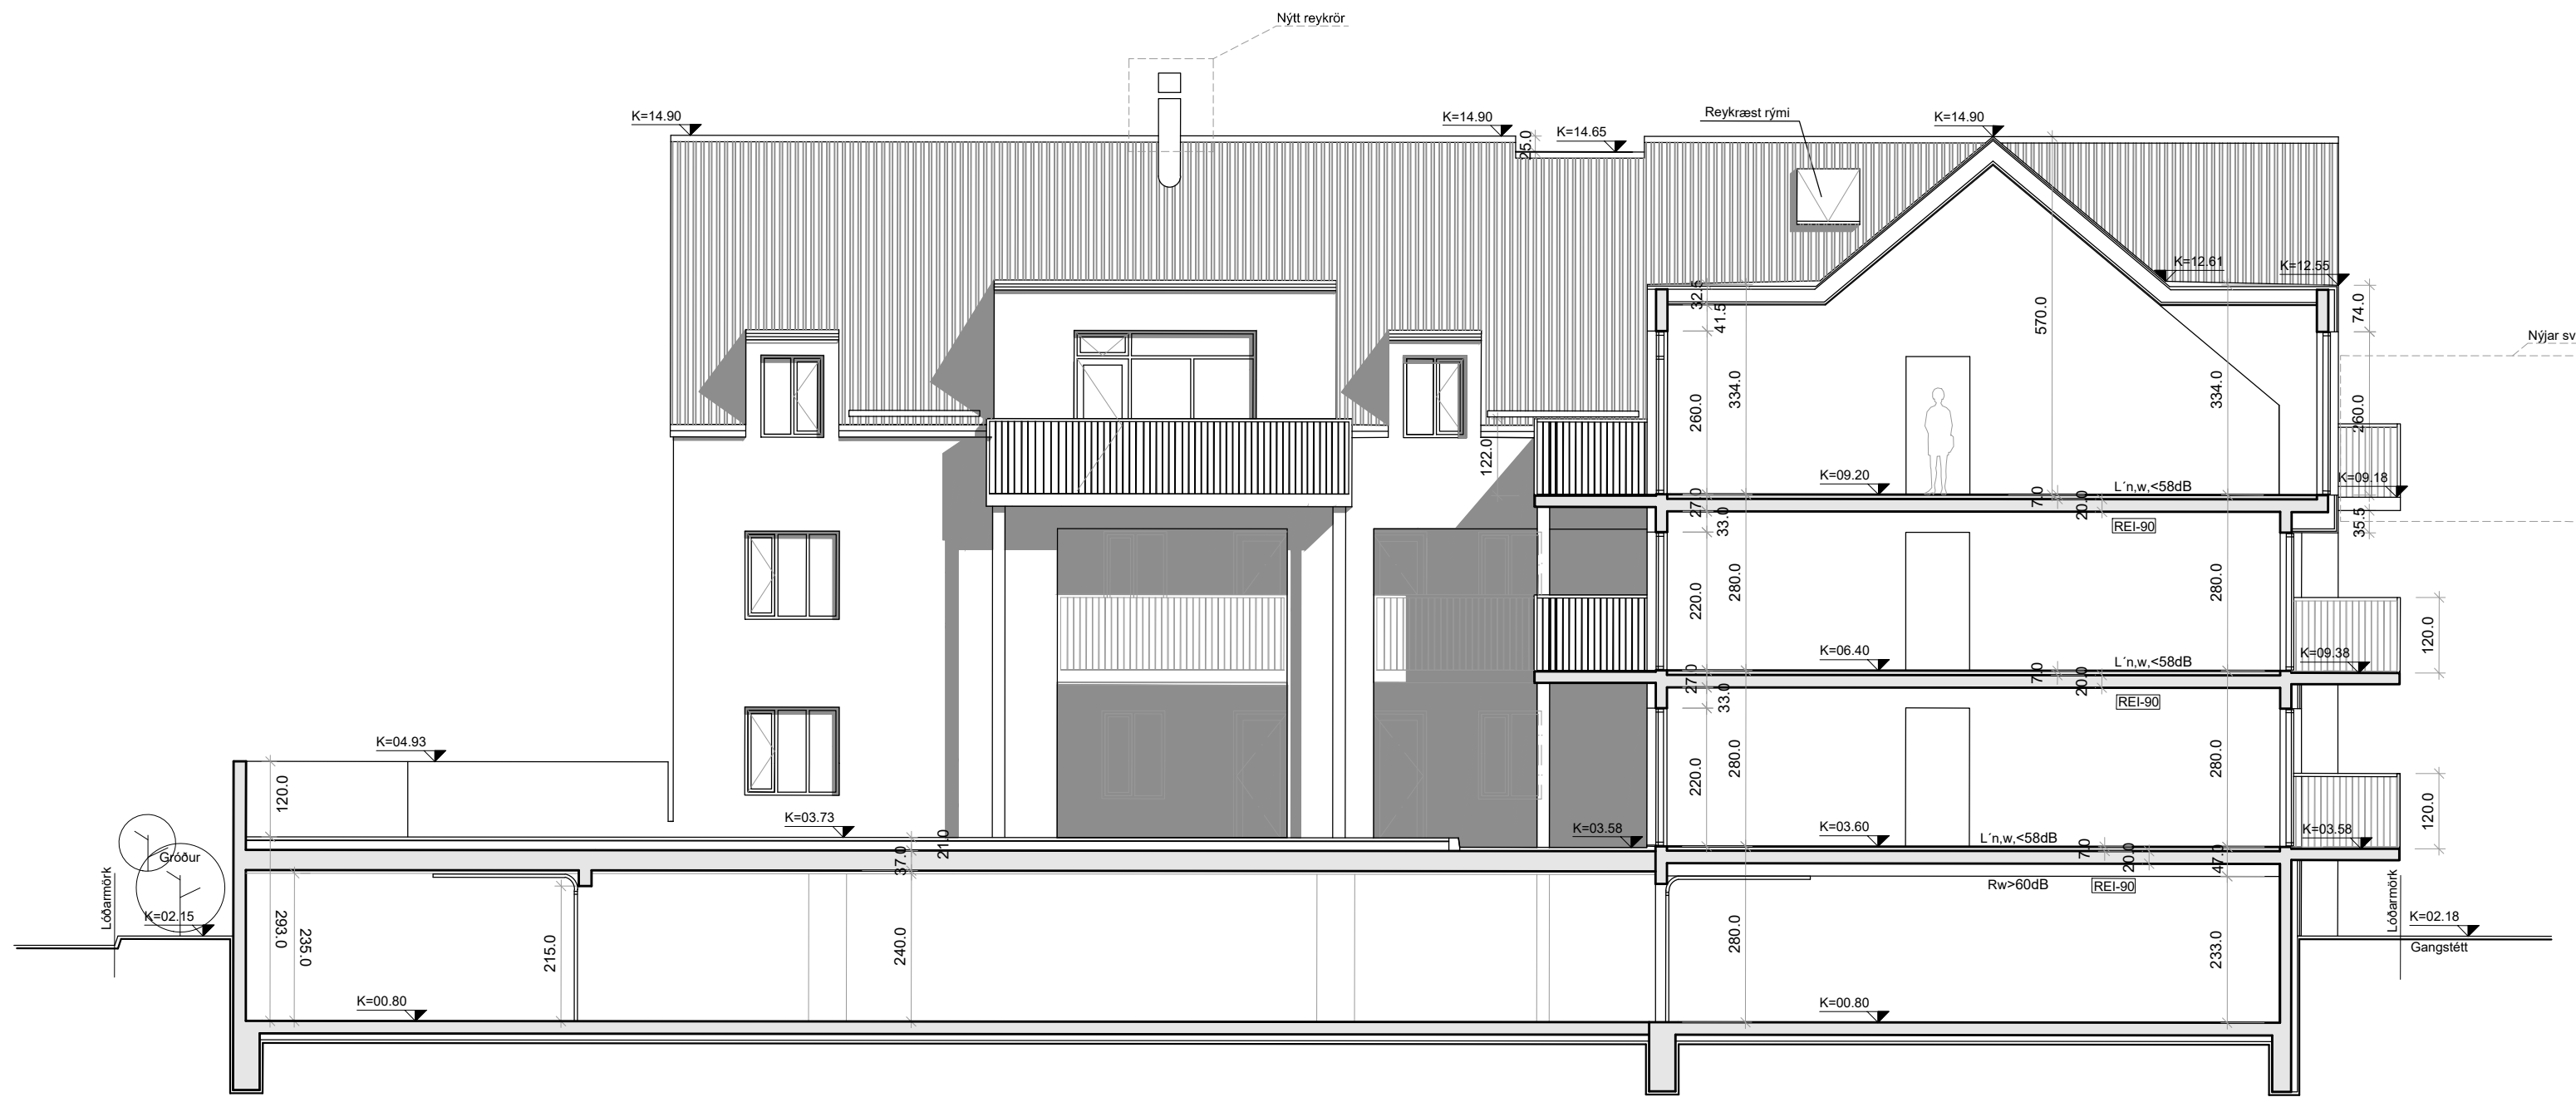 Nýtt reykrör
K=14.90
K=14.90
25.0
K=14.65
Reykræst rými
K=14.90
K=12.61
K=12.55
32.5
41.5
570.0
74.0
Nýjar sv
334.0
334.0
260.0
260.0
122.0
K=09.20
L´n,w,<58dB
K=09.18
27.0
33.0
7.0
20.0
REI-90
35.5
220.0
280.0
280.0
120.0
K=06.40
L´n,w,<58dB
K=09.38
27.0
33.0
7.0
20.0
REI-90
K=04.93
220.0
280.0
280.0
120.0
120.0
K=03.73
21.0
37.0
K=03.58
K=03.60
L´n,w,<58dB
K=03.58
7.0
20.0
47.0
Gróður
Rw>60dB
REI-90
Lóðarmörk
Lóðarmörk
K=02.15
K=02.18
Gangstétt
293.0
235.0
215.0
240.0
280.0
233.0
K=00.80
K=00.80